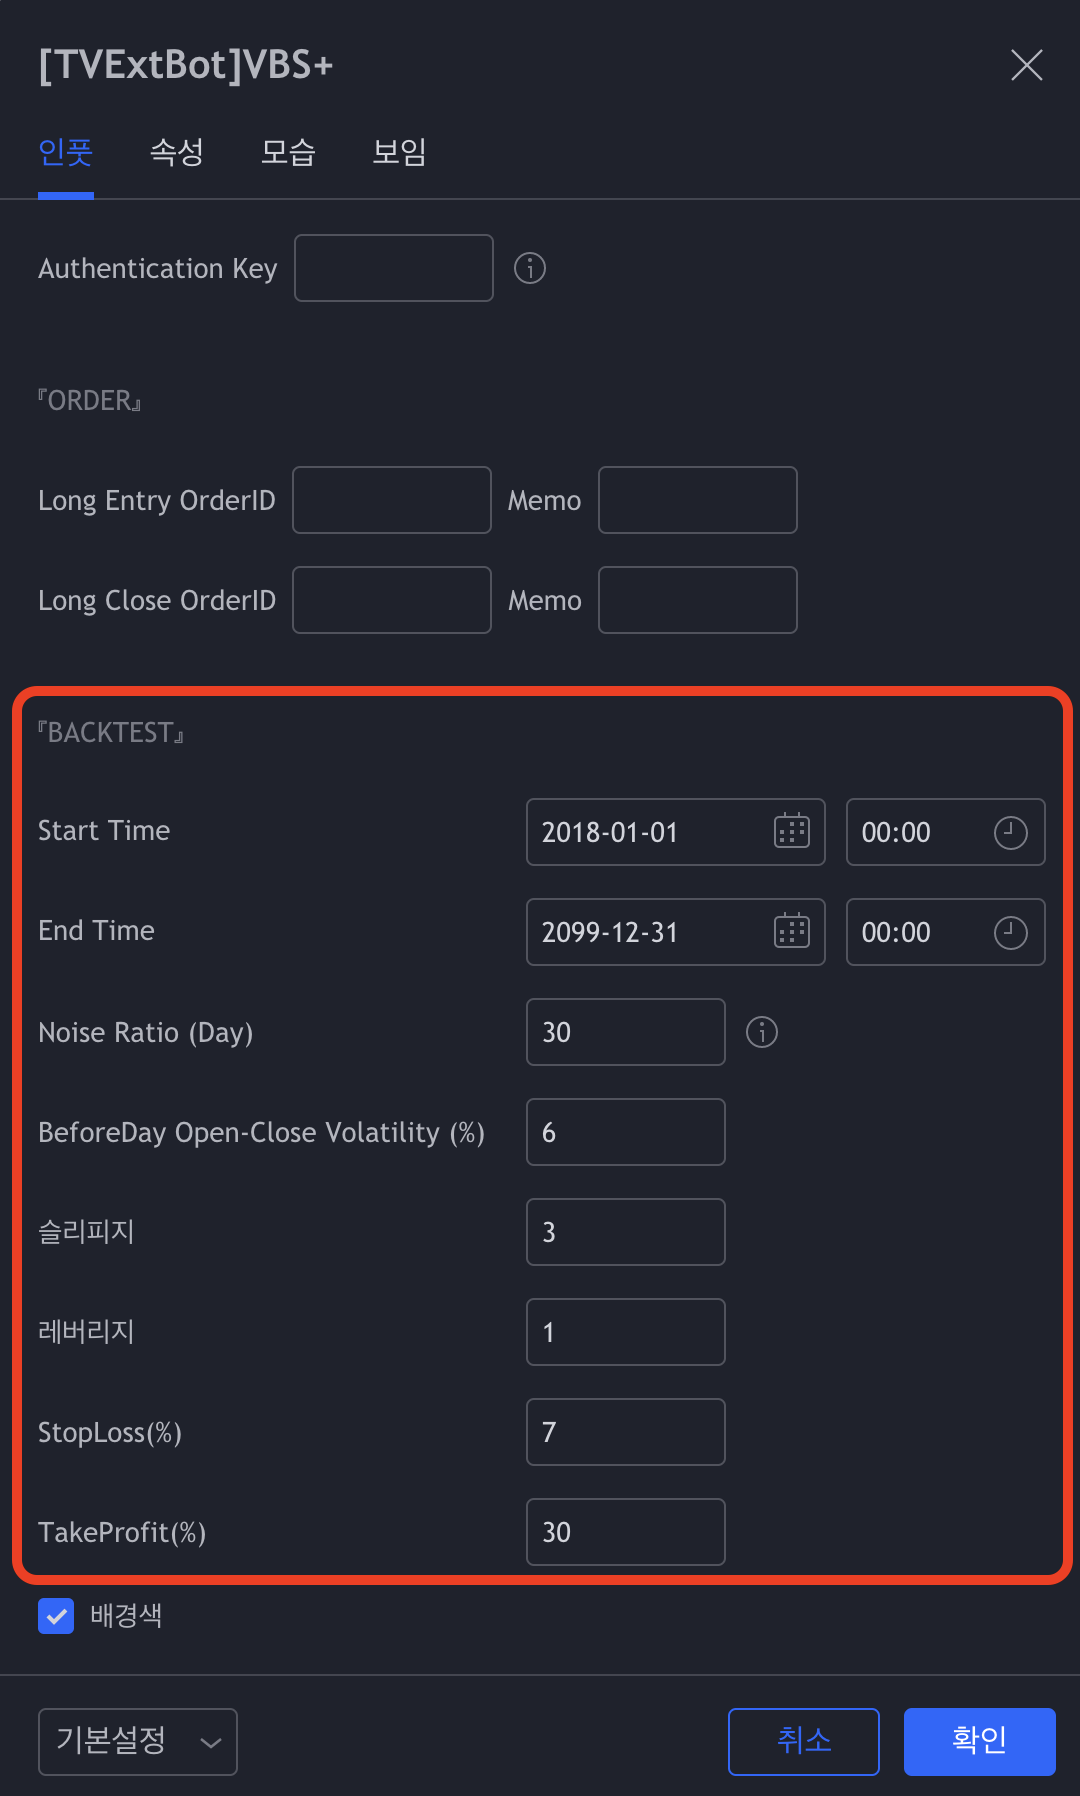 [TVExtBot]VBS+
인풋 속성 모습 보임
Authentication Key
『ORDER』
Long Entry OrderID Memo
Long Close OrderID Memo
『BACKTEST』
Start Time 2018-01-01 00:00
End Time 2099-12-31 00:00
Noise Ratio (Day) 30
BeforeDay Open-Close Volatility (%) 6
슬리피지 3
레버리지 1
StopLoss(%) 7
TakeProfit(%) 30
배경색
기본설정 취소 확인